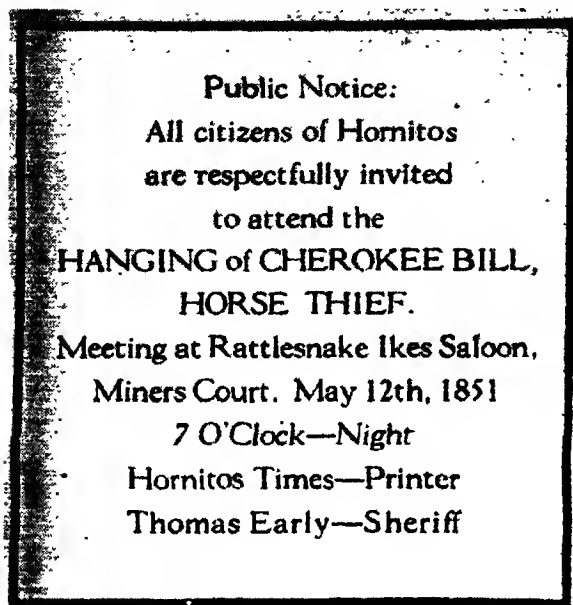 Public Notice:
All citizens of Hornitos
are respectfully invited
to attend the
HANGING of CHEROKEE BILL,
HORSE THIEF.
Meeting at Rattlesnake Ikes Saloon,
Miners Court. May 12th, 1851
7 O'Clock—Night
Hornitos Times—Printer
Thomas Early—Sheriff